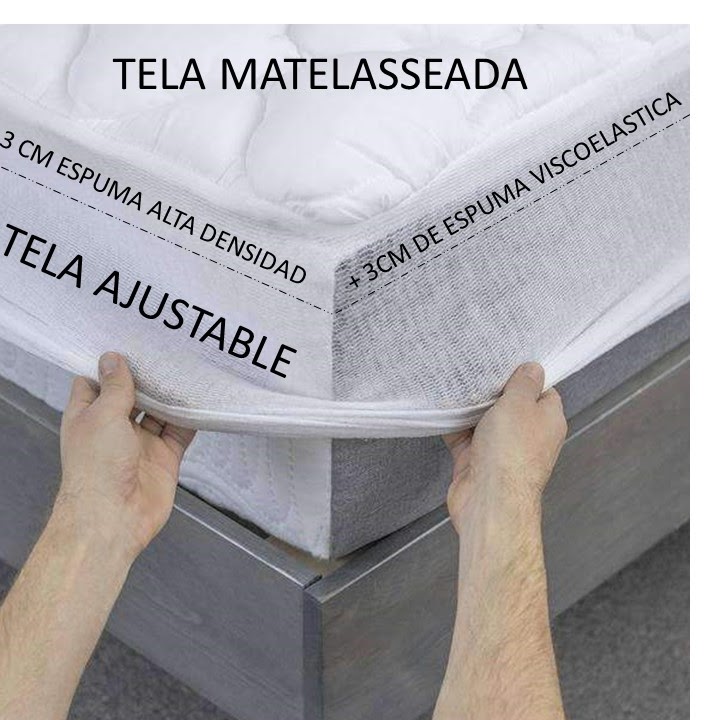 TELA MATELASSEADA
3 CM ESPUMA ALTA DENSIDAD
+ 3CM DE ESPUMA VISCOELASTICA
TELA AJUSTABLE